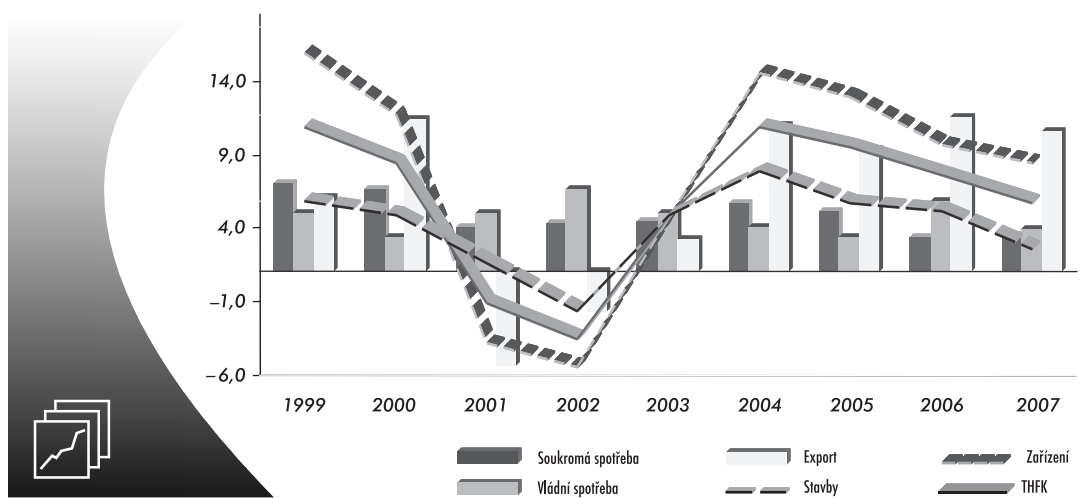 14,0
9,0
4,0
–1,0
–6,0
1999 2000 2001 2002 2003 2004 2005 2006 2007
Soukromá spotřeba Export Zařízení
Vládní spotřeba Stavby THFK